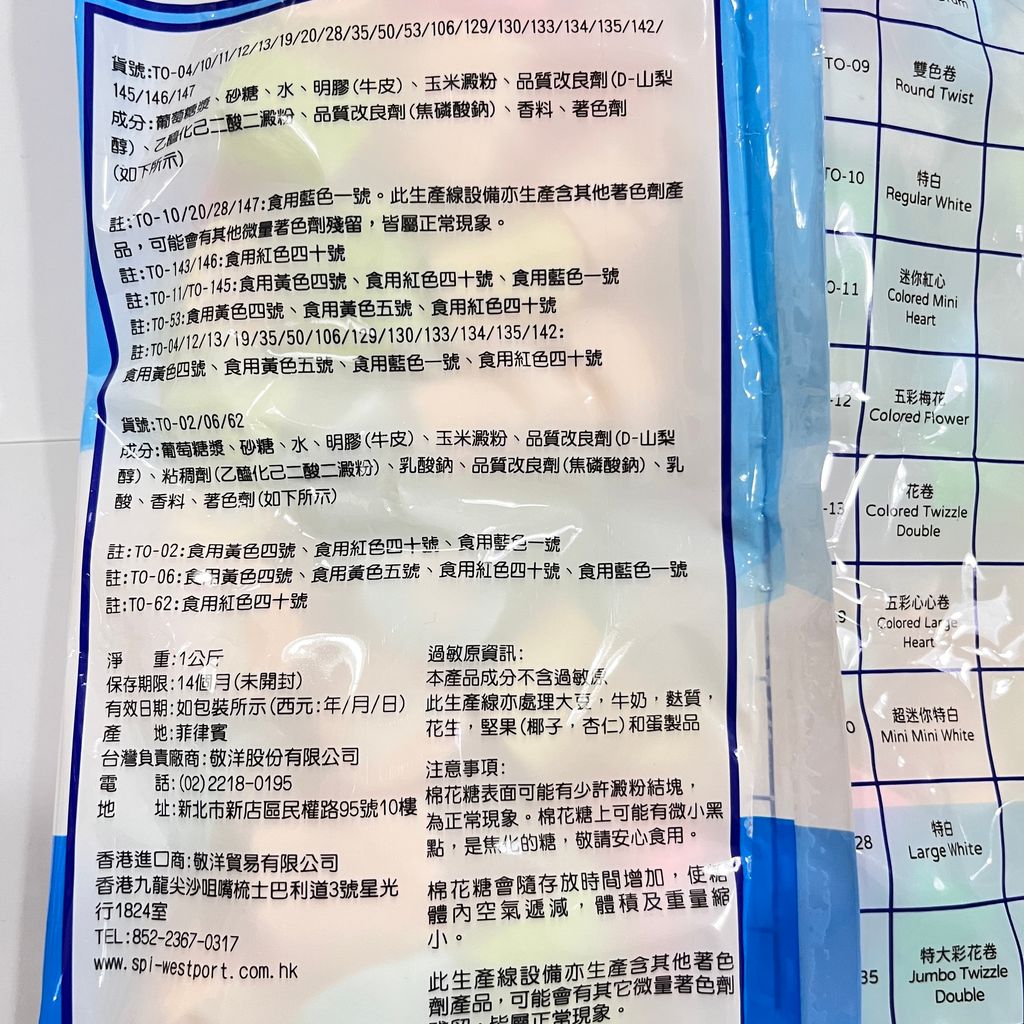 貨號:TO-04/10/11/12/13/19/20/28/35/50/53/106/129/130/133/134/135/142/
145/146/147
成分:葡萄糖漿、砂糖、水、明膠(牛皮)、玉米澱粉、品質改良劑(D-山梨
醇)、乙醯化己二酸二澱粉、品質改良劑(焦磷酸鈉)、香料、著色劑
(如下所示)
註:TO-10/20/28/147:食用藍色一號。此生產線設備亦生產含其他著色劑產
品，可能會有其他微量著色劑殘留，皆屬正常現象。
註:TO-143/146:食用紅色四十號
註:TO-11/TO-145:食用黃色四號、食用紅色四十號、食用藍色一號
註:TO-53:食用黃色四號、食用黃色五號、食用紅色四十號
註:TO-04/12/13/19/35/50/106/129/130/133/134/135/142:
食用黃色四號、食用黃色五號、食用藍色一號、食用紅色四十號
貨號:TO-02/06/62
成分:葡萄糖漿、砂糖、水、明膠(牛皮)、玉米澱粉、品質改良劑(D-山梨
醇)、粘稠劑(乙醯化己二酸二澱粉)、乳酸鈉、品質改良劑(焦磷酸鈉)、乳
酸、香料、著色劑(如下所示)
註:TO-02:食用黃色四號、食用紅色四十號、食用藍色一號
註:TO-06:食用黃色四號、食用黃色五號、食用紅色四十號、食用藍色一號
註:TO-62:食用紅色四十號
淨 重:1公斤
保存期限:14個月(未開封)
有效日期:如包裝所示(西元:年/月/日)
產 地:菲律賓
台灣負責廠商:敬洋股份有限公司
電 話:(02)2218-0195
地 址:新北市新店區民權路95號10樓
香港進口商:敬洋貿易有限公司
香港九龍尖沙咀嘴梳士巴利道3號星光
行1824室
TEL:852-2367-0317
www.spi-westport.com.hk
過敏原資訊:
本產品成分不含過敏原
此生產線亦處理大豆，牛奶，麩質，
花生，堅果(椰子，杏仁)和蛋製品
注意事項:
棉花糖表面可能有少許澱粉結塊，
為正常現象。棉花糖上可能有微小黑
點，是焦化的糖，敬請安心食用。
棉花糖會隨存放時間增加，使糖
體內空氣遞減，體積及重量縮
小。
此生產線設備亦生產含其他著色
劑產品，可能會有其它微量著色劑
殘留，皆屬正常現象。
TO-09 雙色卷
Round Twist
TO-10 特白
Regular White
O-11 迷你紅心
Colored Mini
Heart
-12 五彩梅花
Colored Flower
-13 花卷
Colored Twizzle
Double
9 五彩心心卷
Colored Large
Heart
0 超迷你特白
Mini Mini White
28 特白
Large White
35 特大彩花卷
Jumbo Twizzle
Double